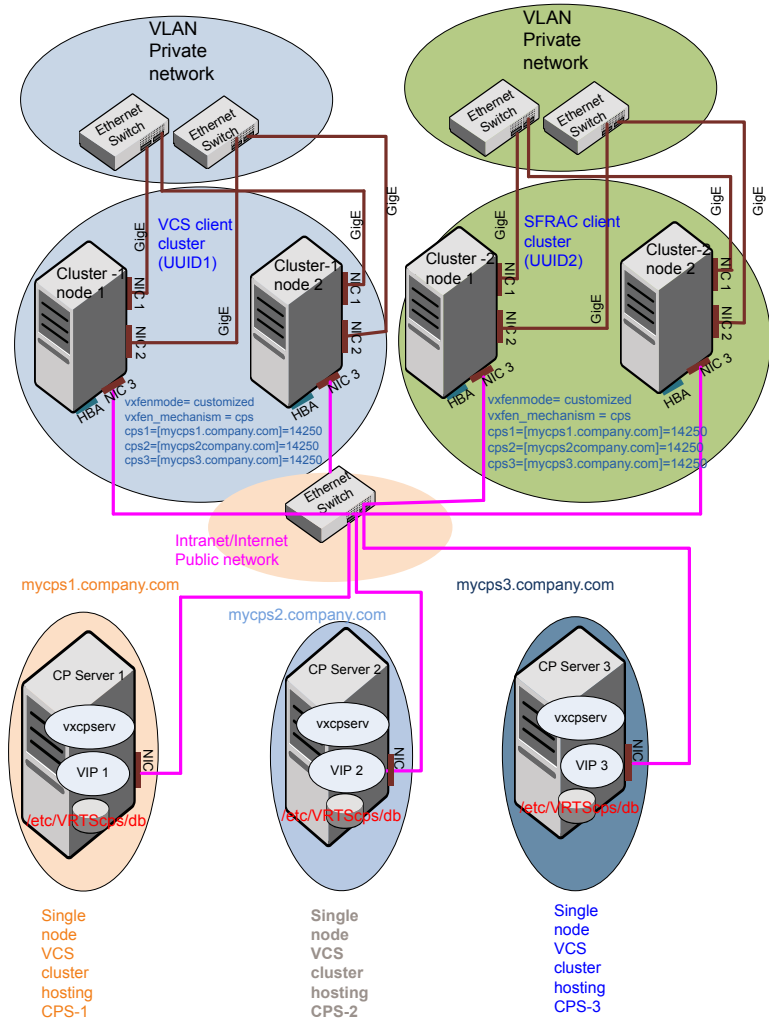 VLAN
Private
network
VLAN
Private
network
Ethernet
Switch
Ethernet
Switch
Ethernet
Switch
Ethernet
Switch
GigE
GigE
GigE
GigE
GigE
GigE
GigE
GigE
VCS client
cluster
(UUID1)
SFRAC client
cluster
(UUID2)
Cluster -1
node 1
NIC 1
NIC 2
NIC 3
HBA
Cluster-1
node 2
NIC 1
NIC 2
NIC 3
HBA
Cluster -2
node 1
NIC 1
NIC 2
NIC 3
HBA
Cluster-2
node 2
NIC 1
NIC 2
NIC 3
HBA
vxfenmode= customized
vxfen_mechanism = cps
cps1=[mycps1.company.com]=14250
cps2=[mycps2company.com]=14250
cps3=[mycps3.company.com]=14250
vxfenmode= customized
vxfen_mechanism = cps
cps1=[mycps1.company.com]=14250
cps2=[mycps2company.com]=14250
cps3=[mycps3.company.com]=14250
Ethernet
Switch
Intranet/Internet
Public network
mycps1.company.com
mycps2.company.com
mycps3.company.com
CP Server 1
vxcpserv
VIP 1
NIC
/etc/VRTScps/db
CP Server 2
vxcpserv
VIP 2
NIC
/etc/VRTScps/db
CP Server 3
vxcpserv
VIP 3
NIC
/etc/VRTScps/db
Single
node
VCS
cluster
hosting
CPS-1
Single
node
VCS
cluster
hosting
CPS-2
Single
node
VCS
cluster
hosting
CPS-3